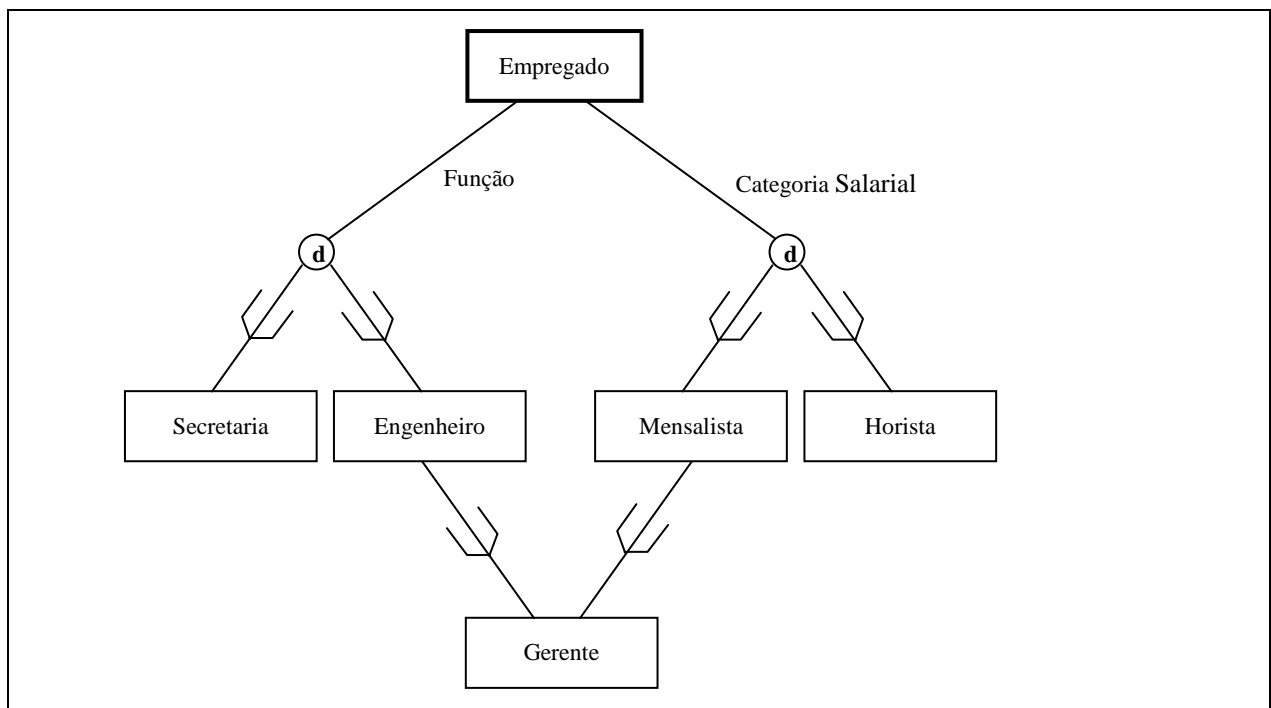 Empregado
Função
Categoria Salarial
d
d
Secretaria
Engenheiro
Mensalista
Horista
Gerente